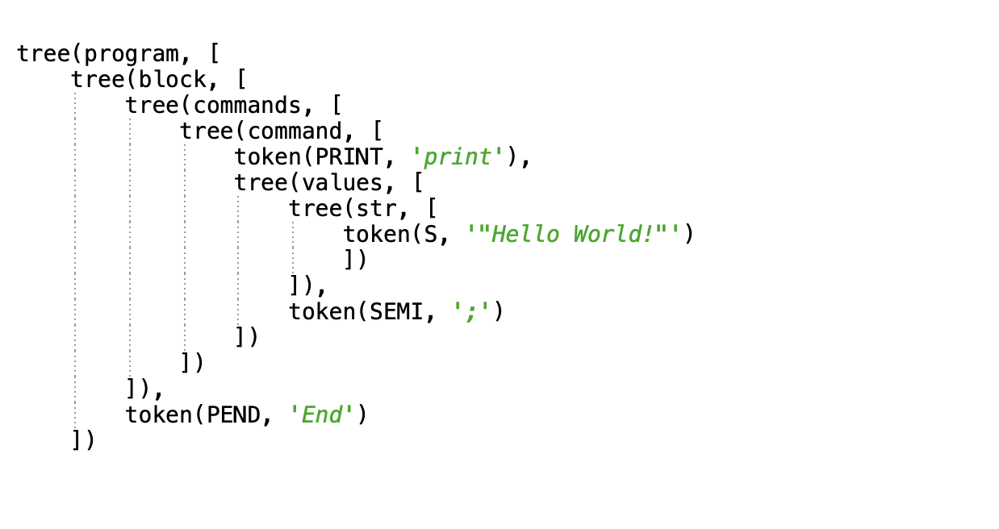 tree(program, [
    tree(block, [
        tree(commands, [
            tree(command, [
                token(PRINT, 'print'),
                tree(values, [
                    tree(str, [
                        token(S, '"Hello World!"')
                        ])
                    ]),
                    token(SEMI, ';')
                ])
            ])
        ]),
        token(PEND, 'End')
    ])